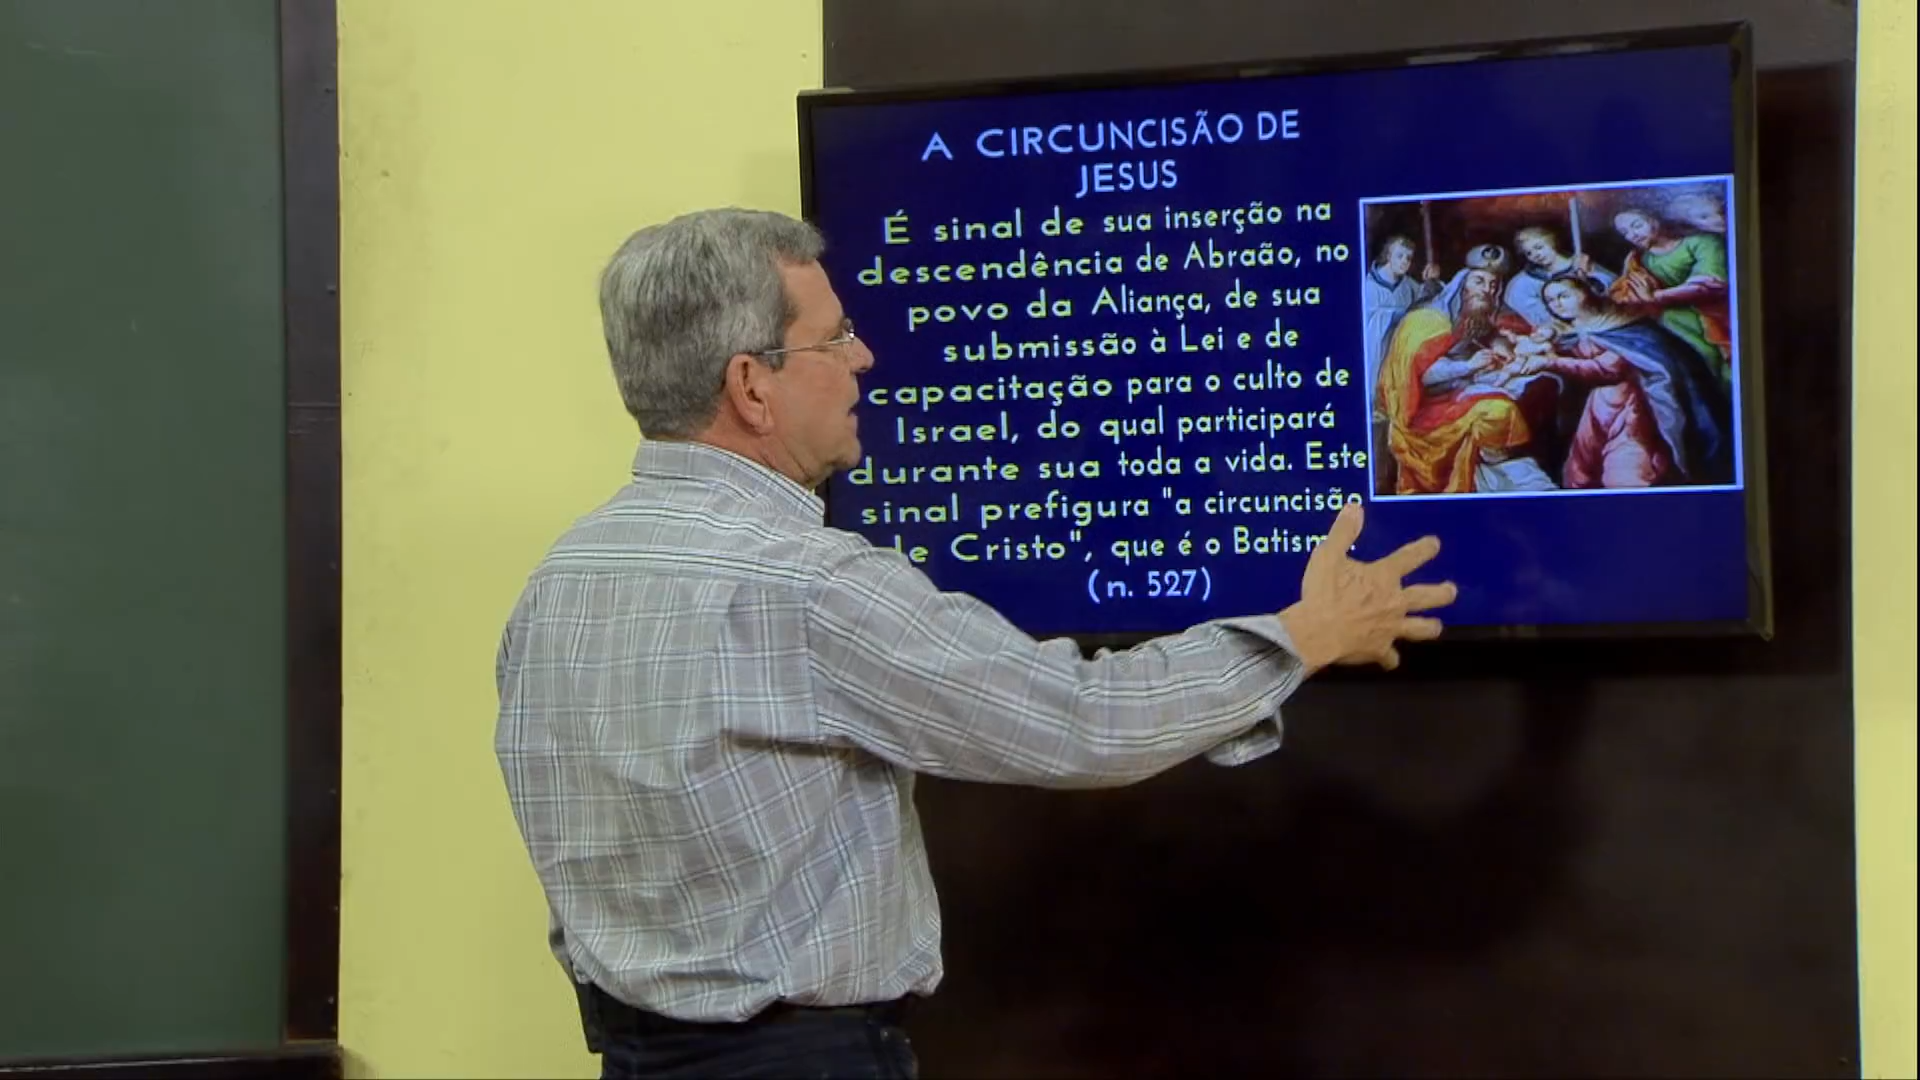 A CIRCUNCISÃO DE
JESUS
É sinal de sua inserção na
descendência de Abraão, no
povo da Aliança, de sua
submissão à Lei e de
capacitação para o culto de
Israel, do qual participará
durante sua toda a vida. Este
sinal prefigura "a circuncisão
Cristo", que é o
(n. 527)